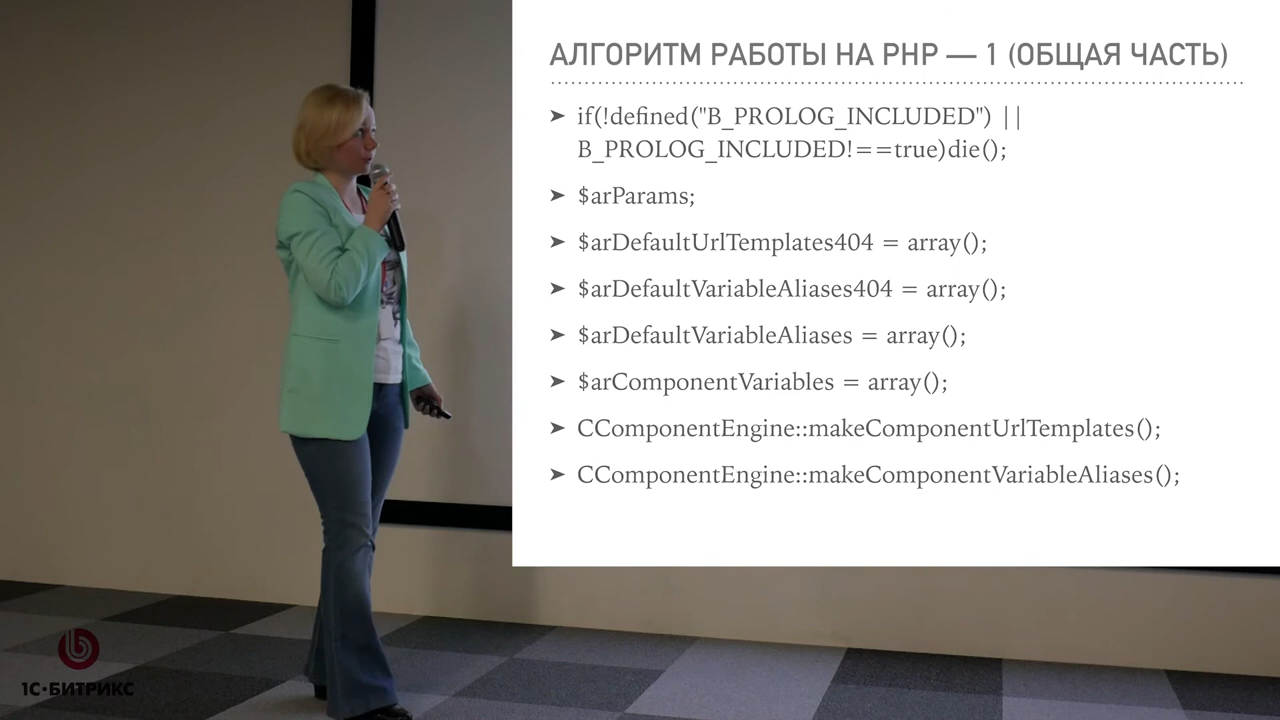 АЛГОРИТМ РАБОТЫ НА PHP — 1 (ОБЩАЯ ЧАСТЬ)
➤ if(!defined("B_PROLOG_INCLUDED") ||
B_PROLOG_INCLUDED!==true)die();
➤ $arParams;
➤ $arDefaultUrlTemplates404 = array();
➤ $arDefaultVariableAliases404 = array();
➤ $arDefaultVariableAliases = array();
➤ $arComponentVariables = array();
➤ CComponentEngine::makeComponentUrlTemplates();
➤ CComponentEngine::makeComponentVariableAliases();
1С·БИТРИКС